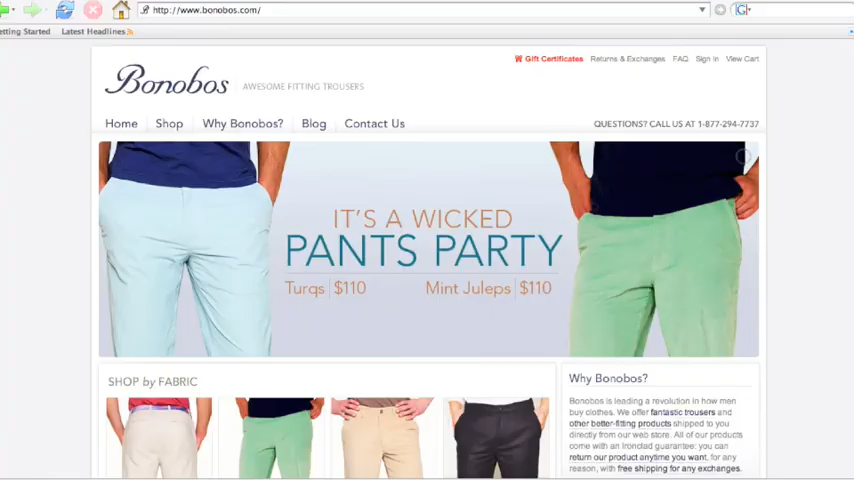 http://www.bonobos.com/
etting Started Latest Headlines
Gift Certificates Returns & Exchanges FAQ Sign In View Cart
Bonobos AWESOME FITTING TROUSERS
Home Shop Why Bonobos? Blog Contact Us QUESTIONS? CALL US AT 1-877-294-7737
IT'S A WICKED
PANTS PARTY
Turqs $110 Mint Juleps $110
SHOP by FABRIC
Why Bonobos?
Bonobos is leading a revolution in how men
buy clothes. We offer fantastic trousers and
other better-fitting products shipped to you
directly from our web store. All of our products
come with an ironclad guarantee: you can
return our product anytime you want, for any
reason, with free shipping for any exchanges.